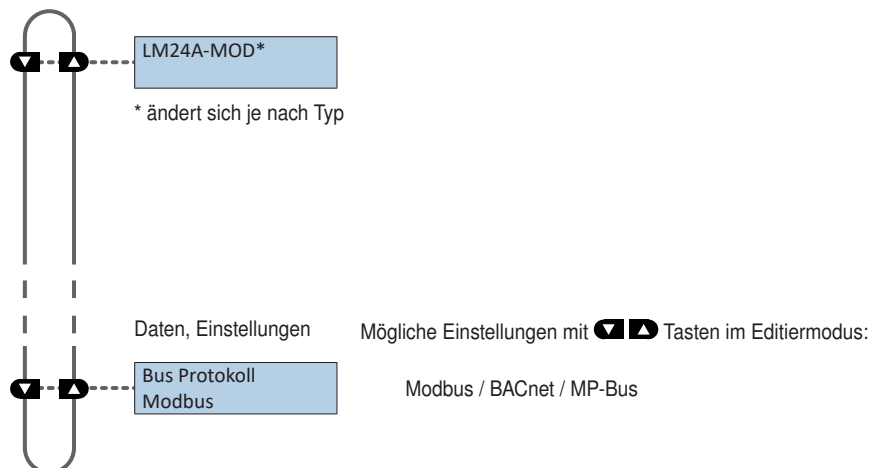 LM24A-MOD*
* ändert sich je nach Typ
Daten, Einstellungen
Mögliche Einstellungen mit Tasten im Editiermodus:
Bus Protokoll
Modbus
Modbus / BACnet / MP-Bus